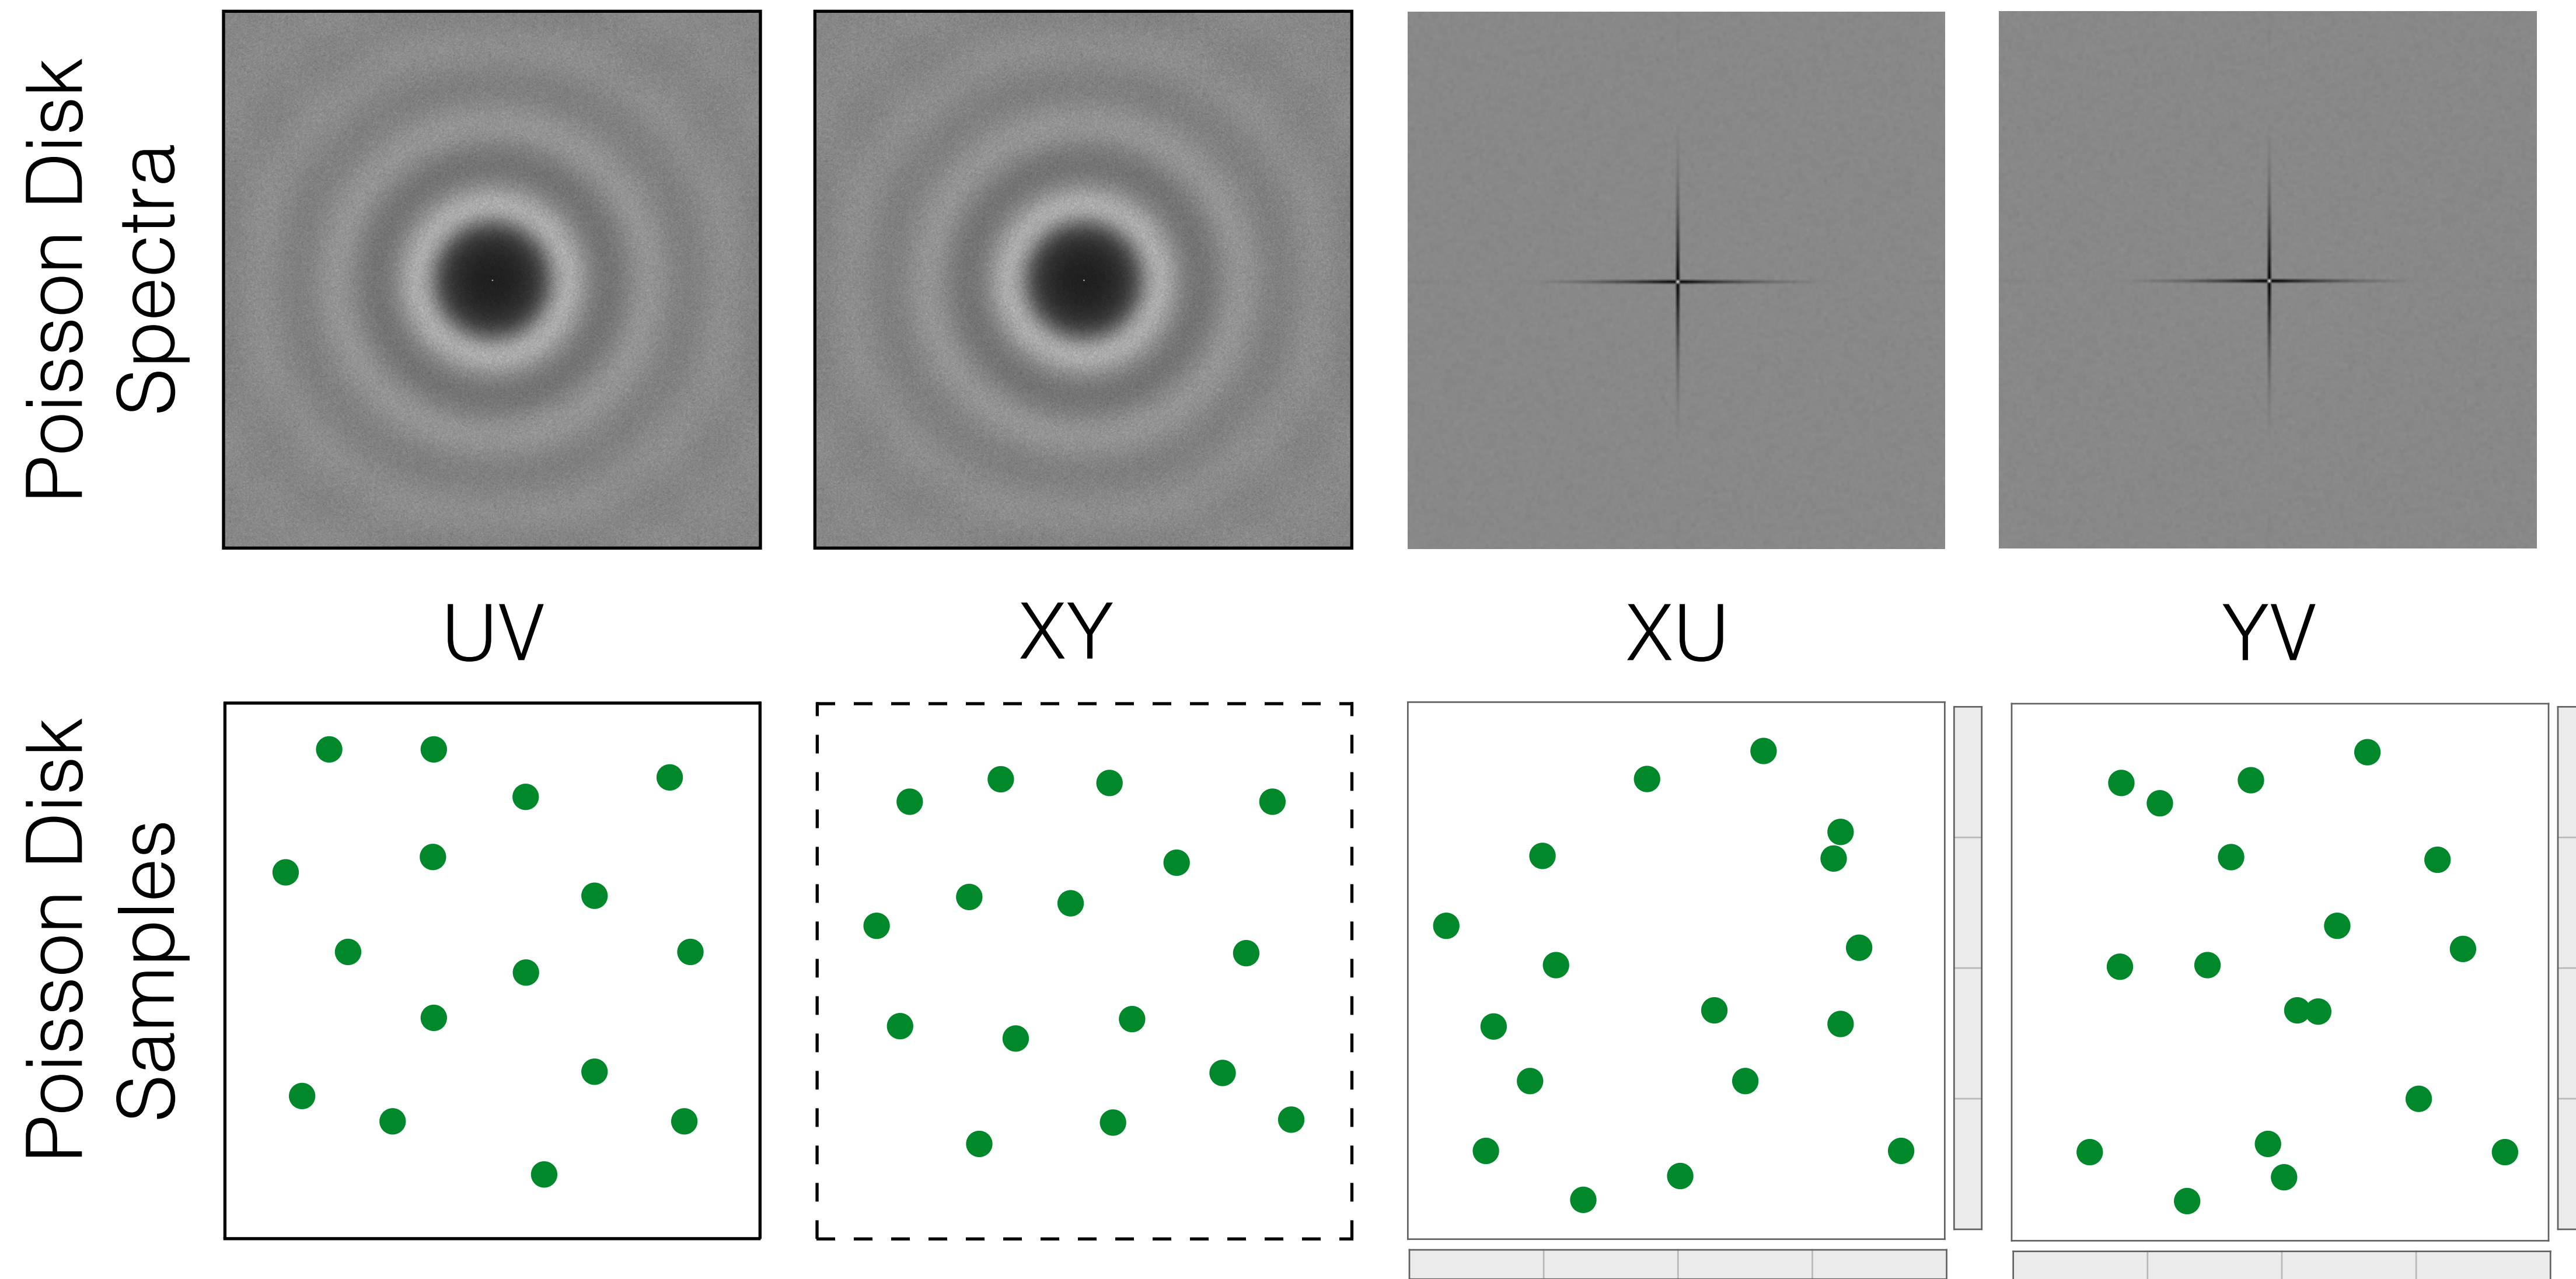 Poisson Disk
Spectra
UV
XY
XU
YV
Poisson Disk
Samples